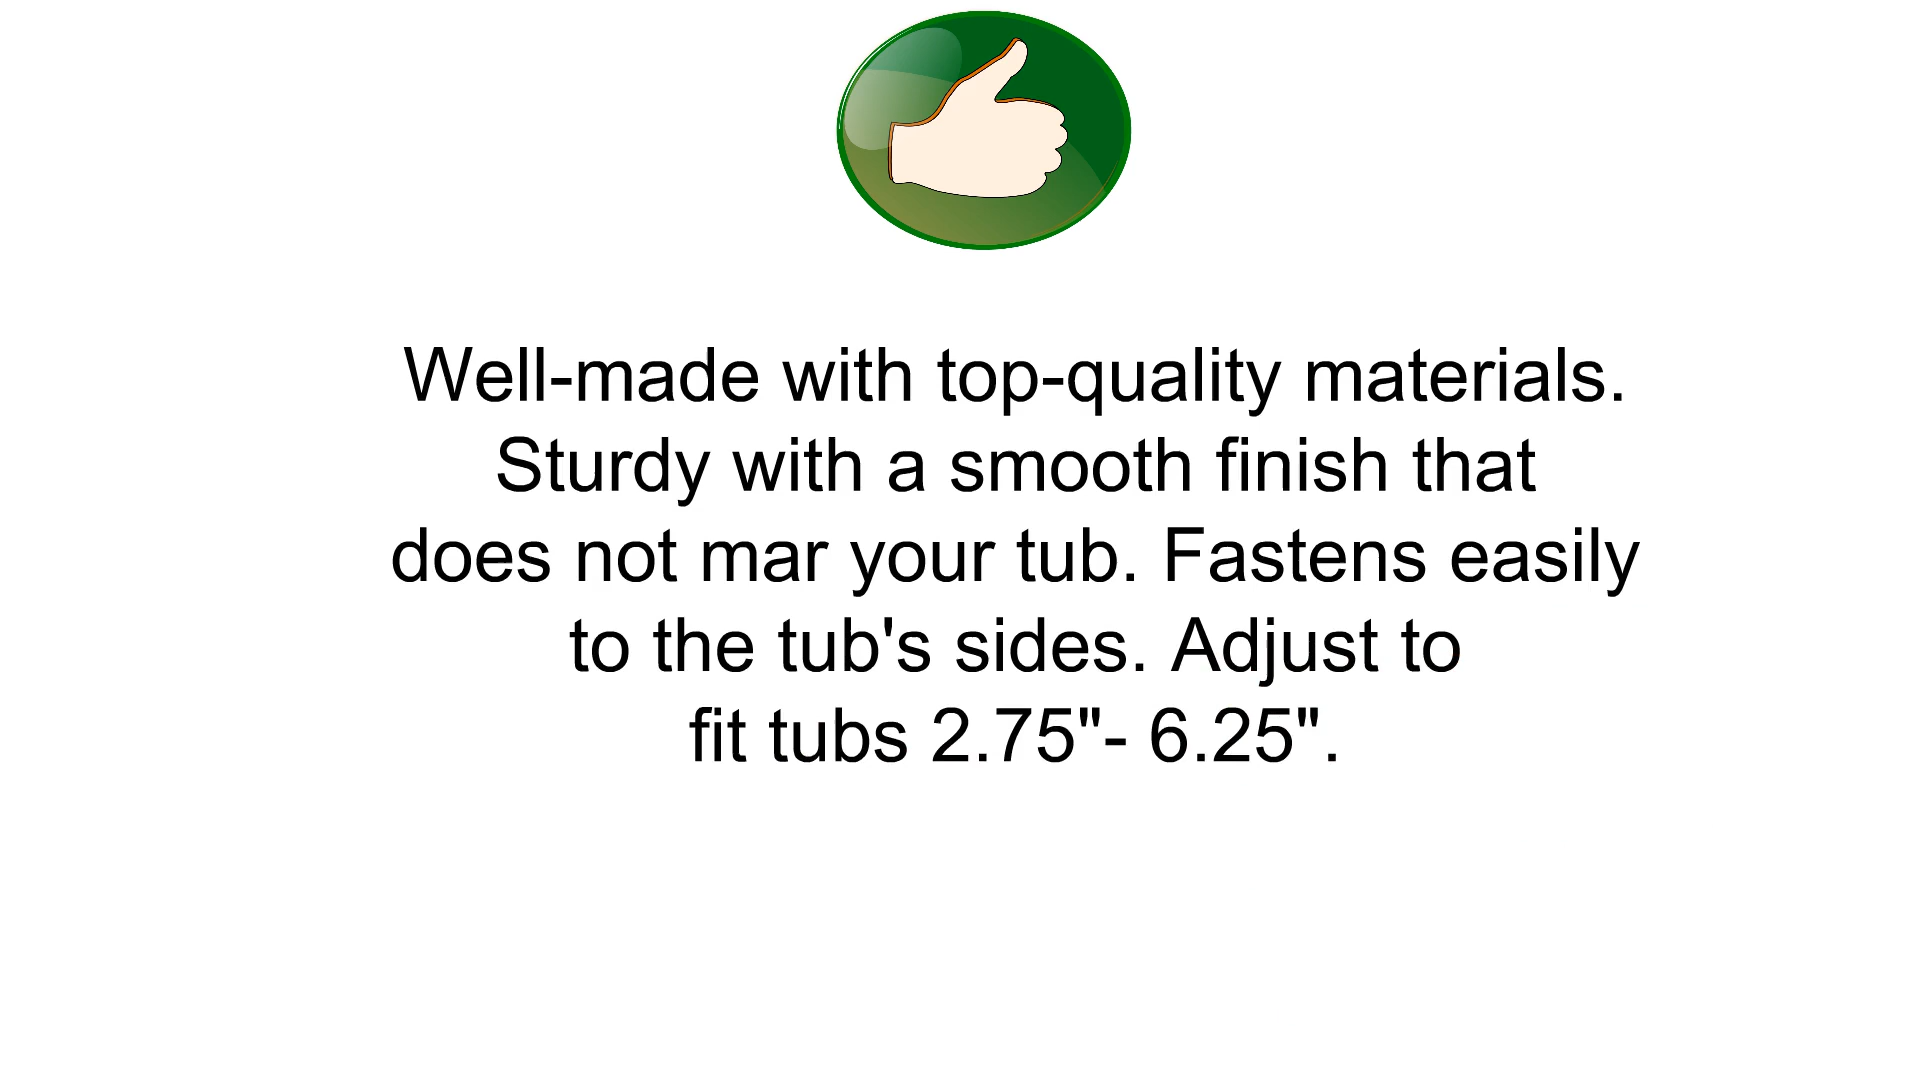 Well-made with top-quality materials.
Sturdy with a smooth finish that
does not mar your tub. Fastens easily
to the tub's sides. Adjust to
fit tubs 2.75"- 6.25".